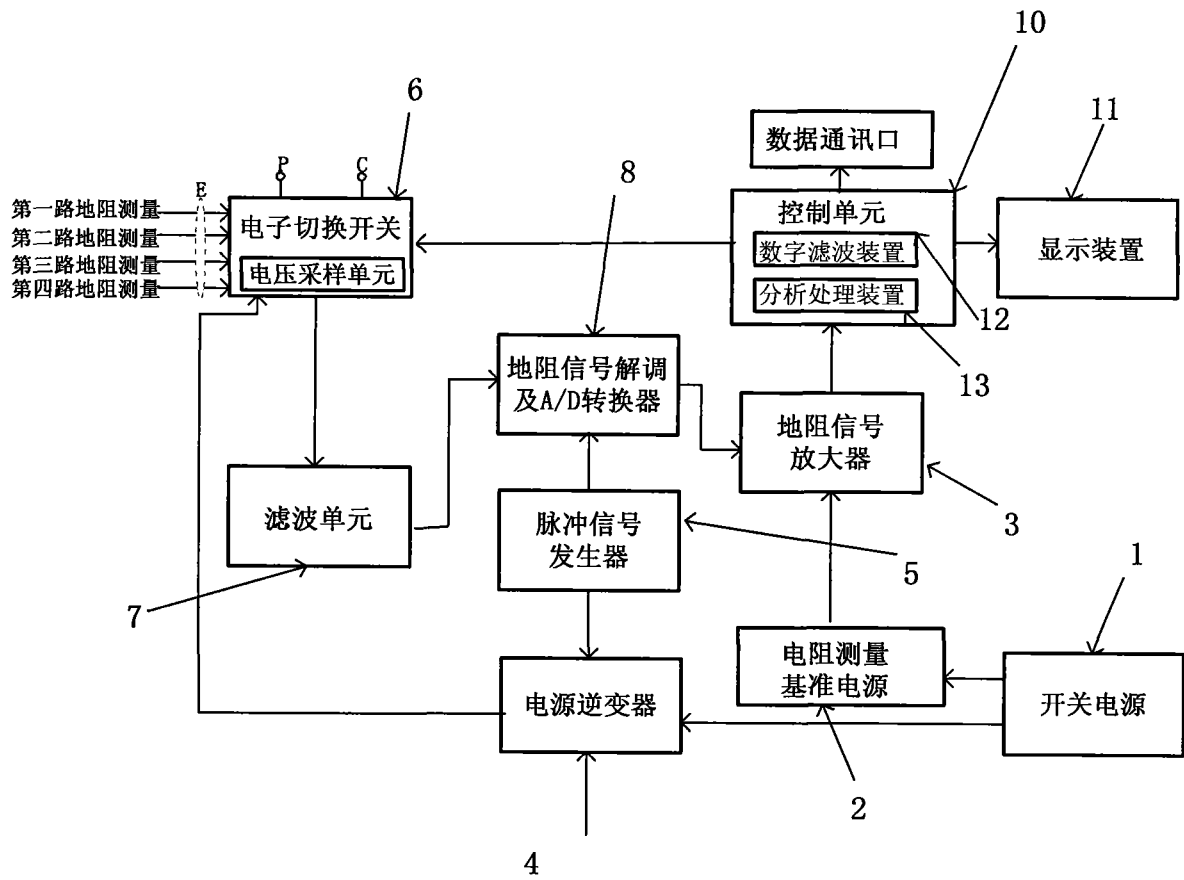 10
6
11
数据通讯口
P
C
8
E
第一路地阻测量
第二路地阻测量
第三路地阻测量
第四路地阻测量
电子切换开关
电压采样单元
控制单元
数字滤波装置
分析处理装置
显示装置
12
13
地阻信号解调
及A/D转换器
地阻信号
放大器
滤波单元
脉冲信号
发生器
3
5
7
1
电阻测量
基准电源
电源逆变器
开关电源
2
4